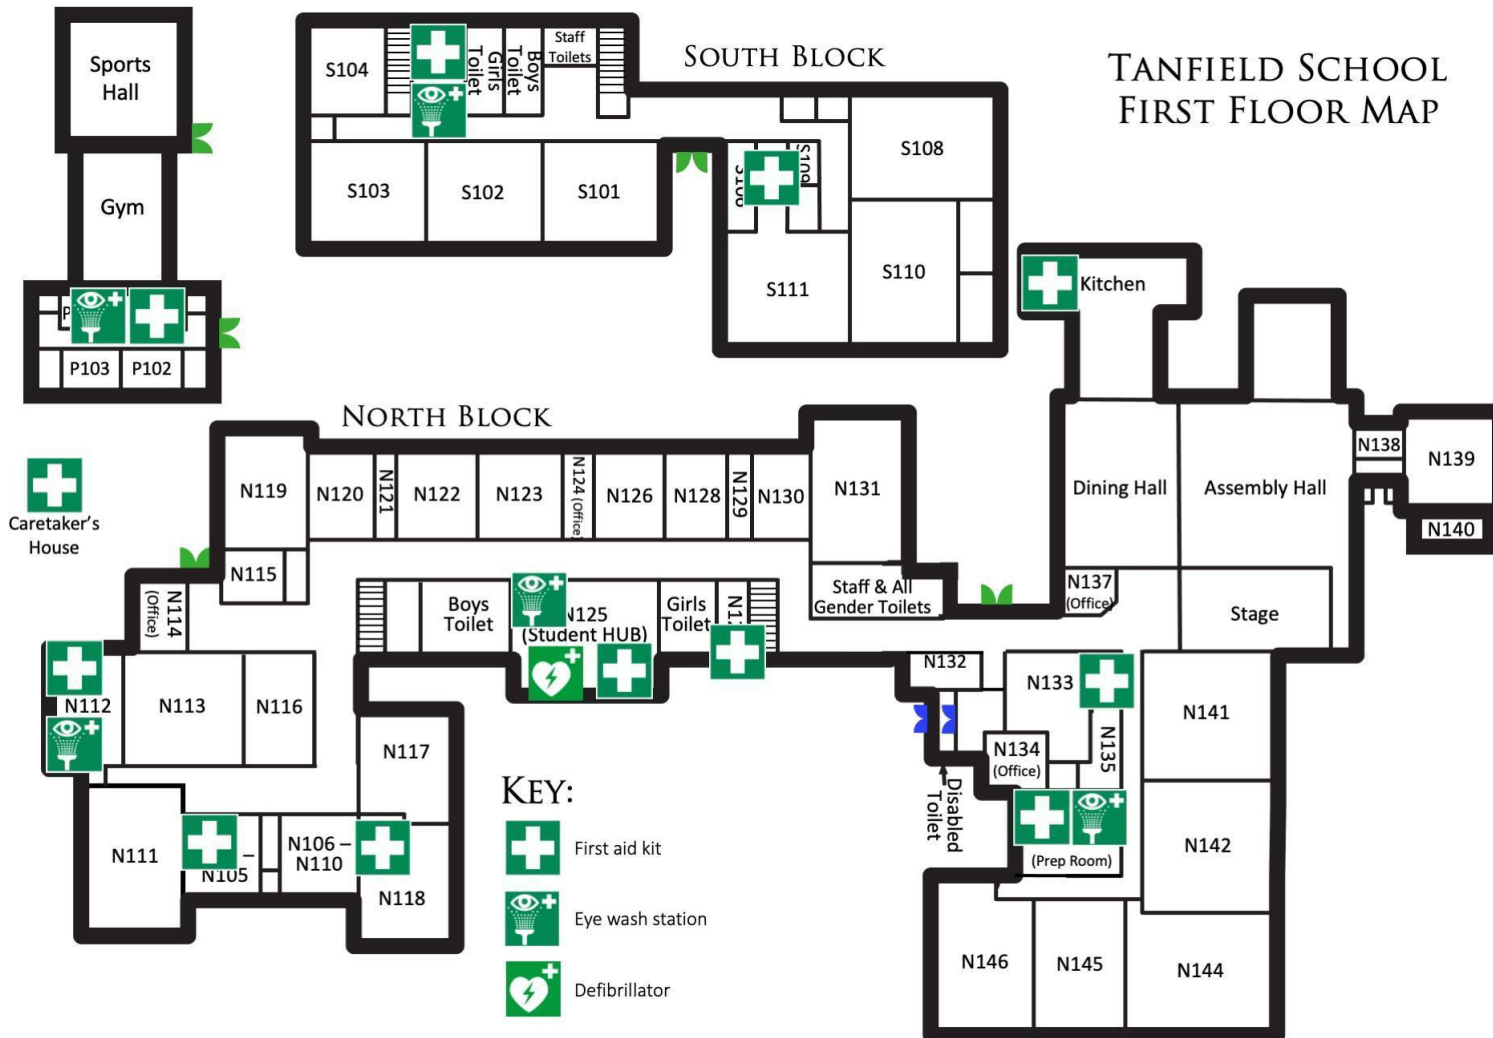 TANFIELD SCHOOL
FIRST FLOOR MAP
SOUTH BLOCK
Sports
Hall
Gym
P103
P102
S104
Girls
Toilet
Boys
Toilet
Staff
Toilets
S103
S102
S101
S108
S109
S111
S110
Kitchen
NORTH BLOCK
Caretaker's
House
N119
N120
N121
N122
N123
N124 (Office)
N126
N128
N129
N130
N131
Dining Hall
Assembly Hall
N138
N139
N140
N115
N114
(Office)
Boys
Toilet
N125
(Student HUB)
Girls
Toilet
Staff & All
Gender Toilets
N137
(Office)
Stage
N112
N113
N116
N117
N132
N133
N141
N134
(Office)
N135
Disabled
Toilet
(Prep Room)
N142
N111
N105
N106 –
N110
N118
N146
N145
N144
KEY:
First aid kit
Eye wash station
Defibrillator